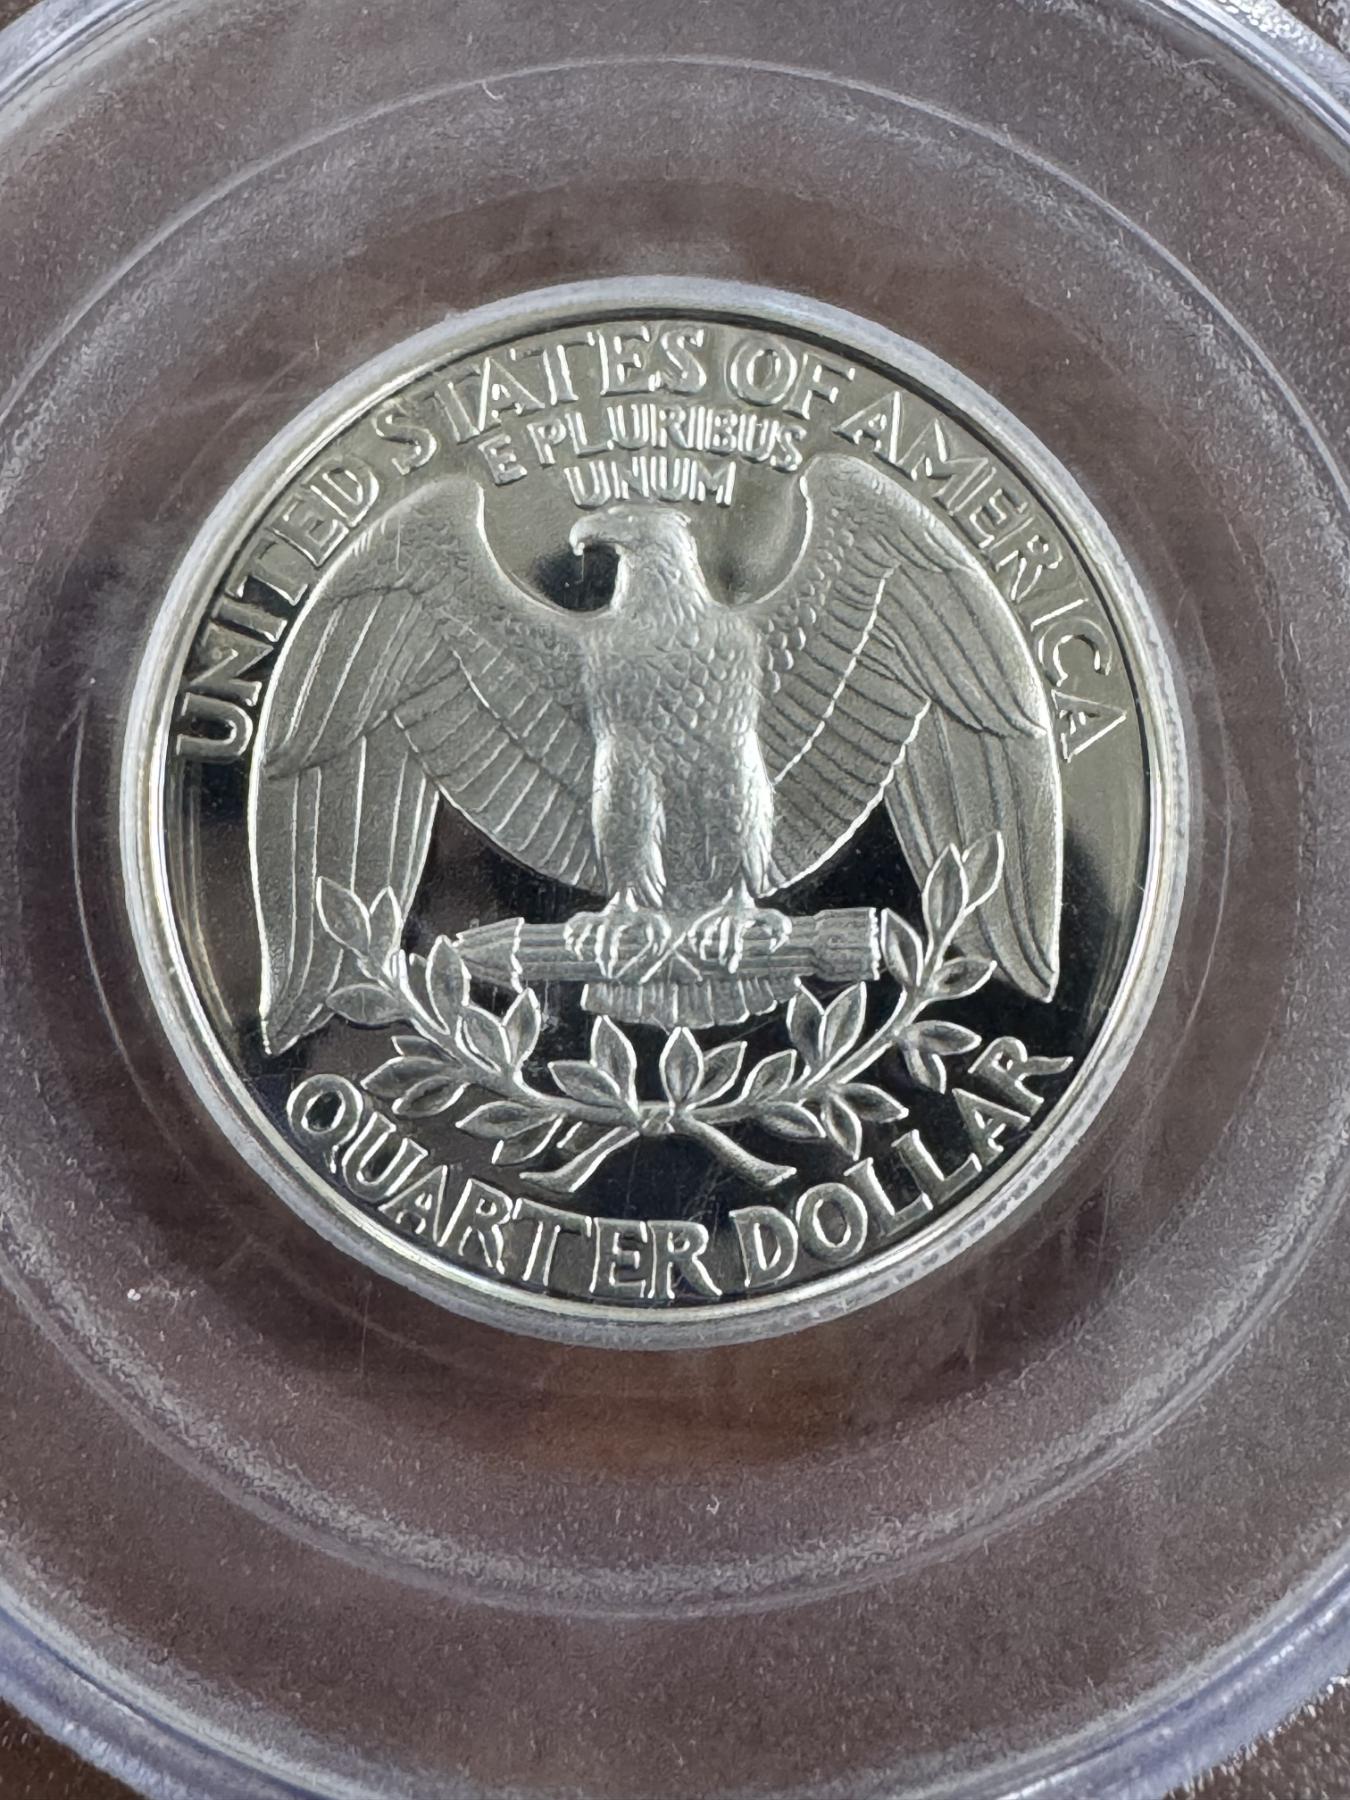 UNITED STATES OF AMERICA
E PLURIBUS
UNUM
QUARTER DOLLAR